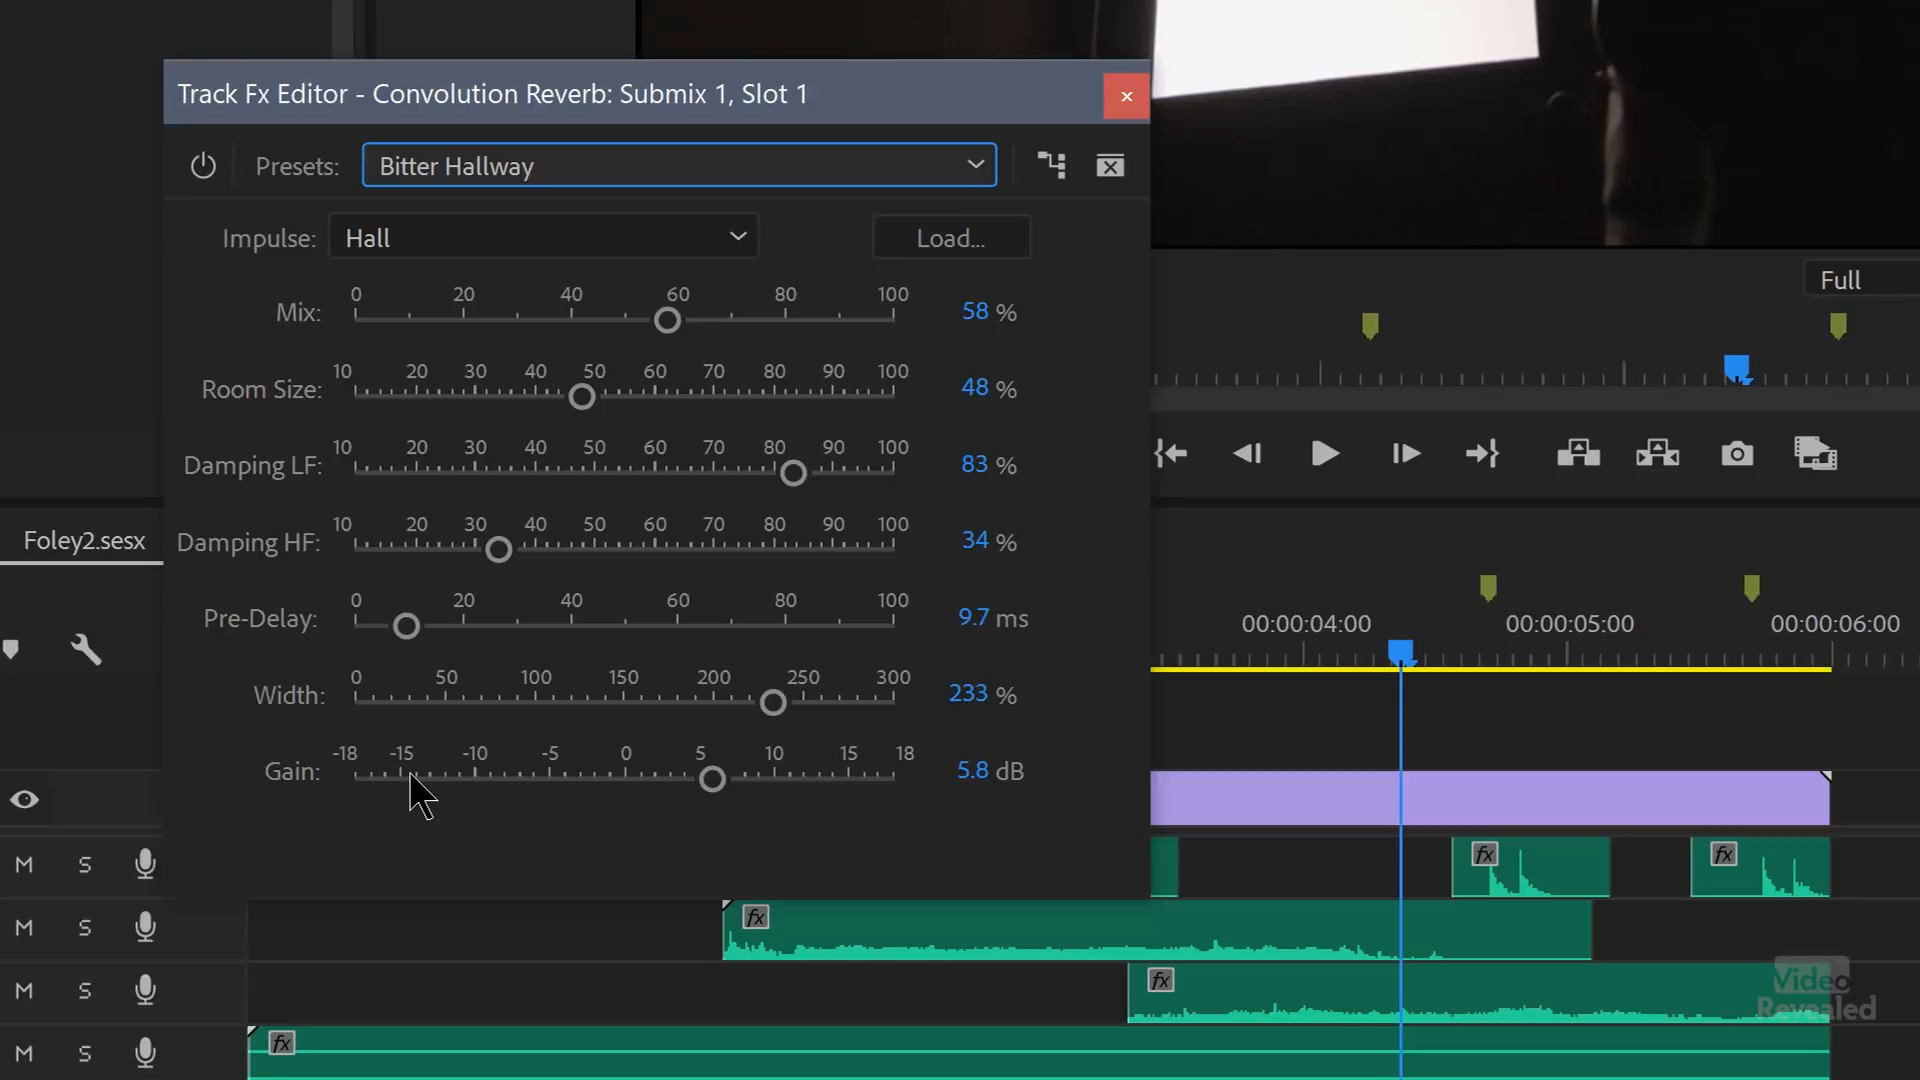 Track Fx Editor - Convolution Reverb: Submix 1, Slot 1
Presets: Bitter Hallway
Impulse: Hall Load...
0 20 40 60 80 100
Mix: 58 %
10 20 30 40 50 60 70 80 90 100
Room Size: 48 %
10 20 30 40 50 60 70 80 90 100
Damping LF: 83 %
10 20 30 40 50 60 70 80 90 100
Damping HF: 34 %
0 20 40 60 80 100
Pre-Delay: 9.7 ms
0 50 100 150 200 250 300
Width: 233 %
-18 -15 -10 -5 0 5 10 15 18
Gain: 5.8 dB
Full
Foley2.sesx
00:00:04:00 00:00:05:00 00:00:06:00
M S fx fx
M S fx
M S fx
M S fx
Video
Revealed